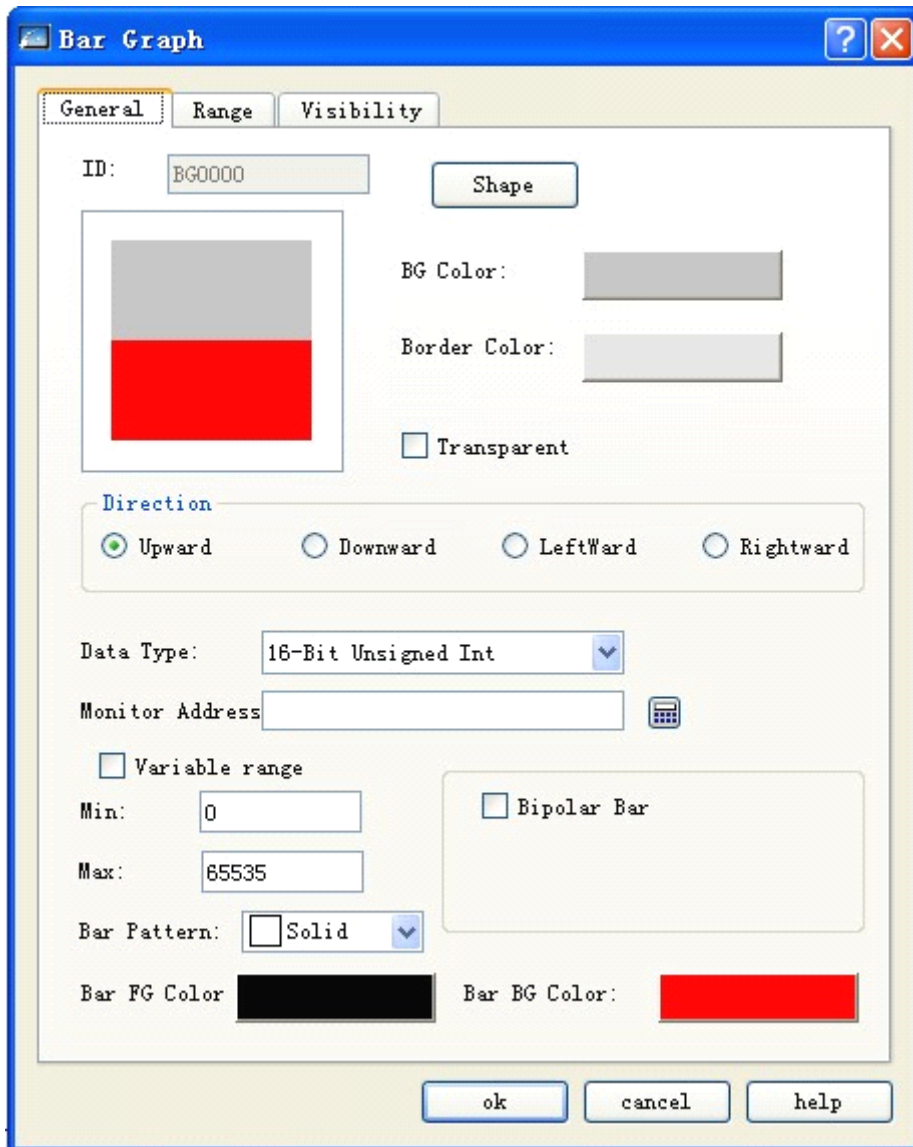 Bar Graph
General Range Visibility
ID: BG0000 Shape
BG Color:
Border Color:
Transparent
Direction
Upward Downward LeftWard Rightward
Data Type: 16-Bit Unsigned Int
Monitor Address
Variable range
Min: 0 Bipolar Bar
Max: 65535
Bar Pattern: Solid
Bar FG Color Bar BG Color:
ok cancel help